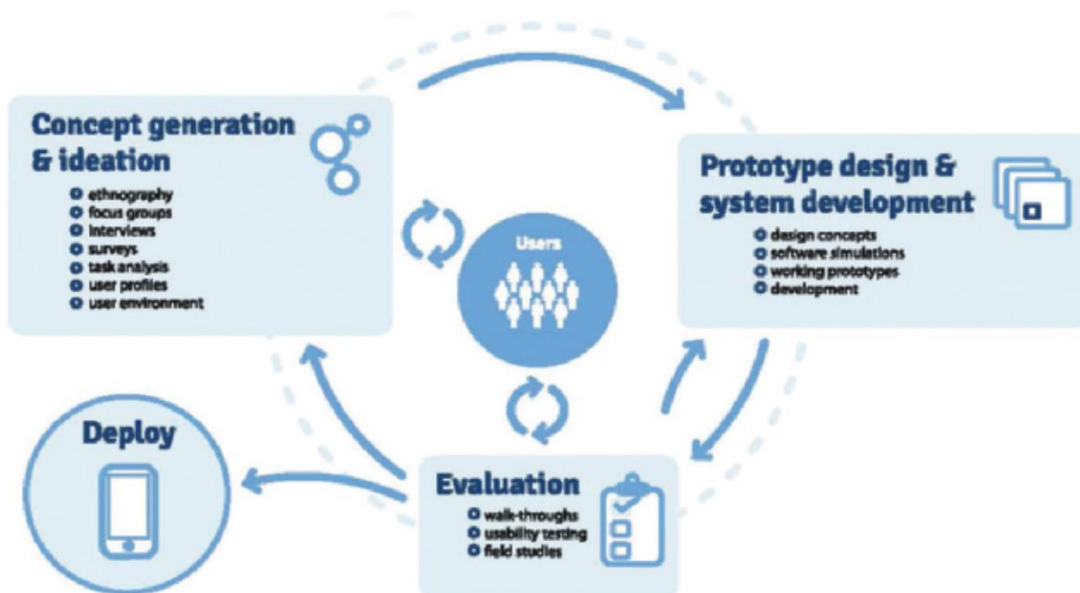 Concept generation
& ideation
ethnography
focus groups
interviews
surveys
task analysis
user profiles
user environment
Users
Prototype design &
system development
design concepts
software simulations
working prototypes
development
Deploy
Evaluation
walk-throughs
usability testing
field studies